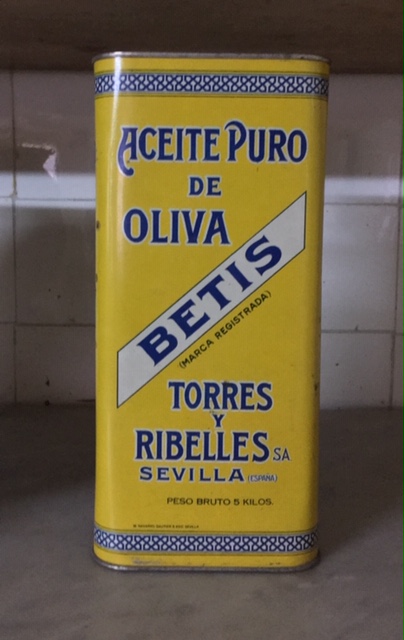 ACEITE PURO
DE
OLIVA
BETIS
(MARCA REGISTRADA)
TORRES
Y
RIBELLES SA
SEVILLA (ESPAÑA)
PESO BRUTO 5 KILOS.